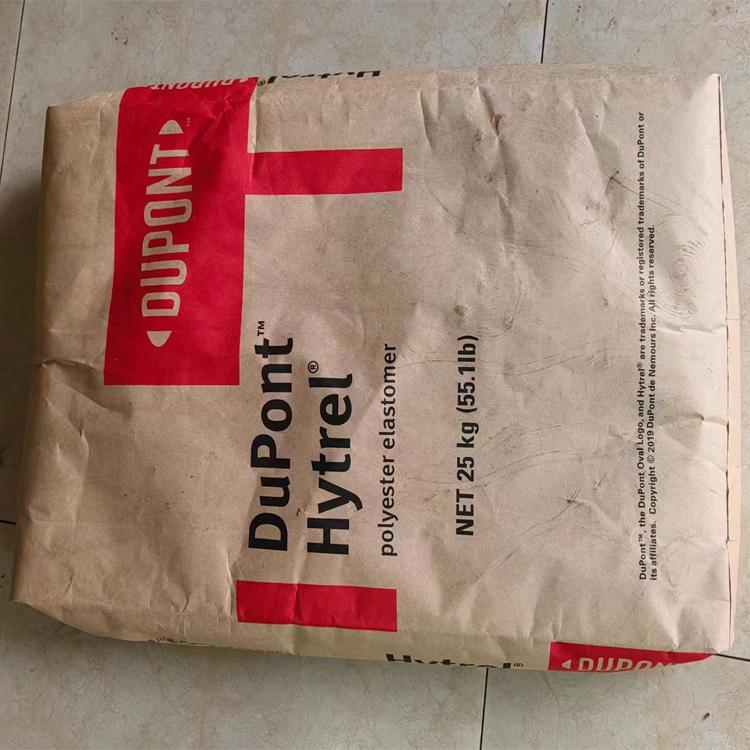 DUPONT™
DuPont™
Hytrel®
polyester elastomer
NET 25 kg (55.1lb)
DuPont™, the DuPont Oval Logo, and Hytrel® are trademarks or registered trademarks of DuPont or
its affiliates. Copyright © 2019 DuPont de Nemours Inc. All rights reserved.
DUPONT
Hytrel®
Hytrel®
DUPONT